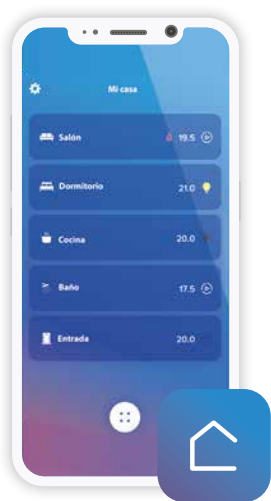 Mi casa
Salón 19.5
Dormitorio 21.0
Cocina 20.0
Baño 17.5
Entrada 20.0